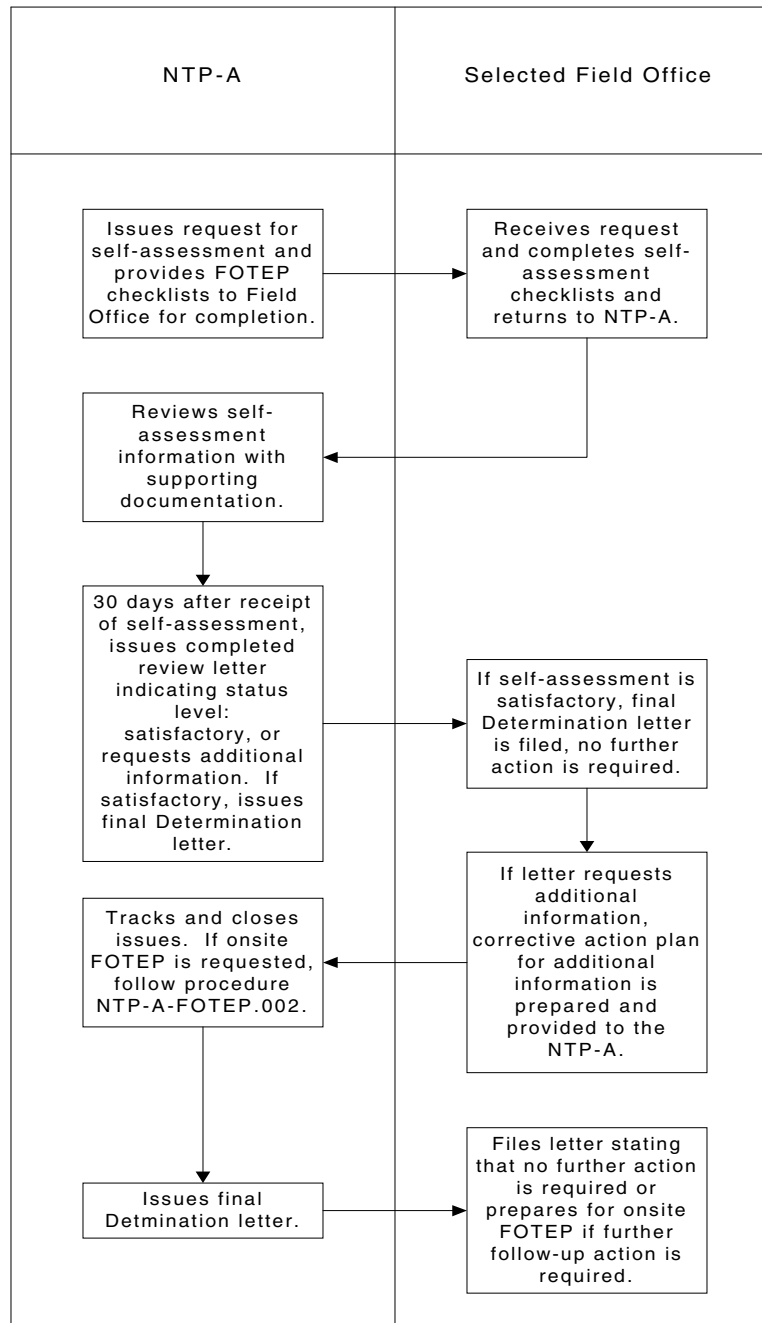 NTP-A
Selected Field Office
Issues request for
self-assessment and
provides FOTEP
checklists to Field
Office for completion.
Receives request
and completes self-
assessment
checklists and
returns to NTP-A.
Reviews self-
assessment
information with
supporting
documentation.
30 days after receipt
of self-assessment,
issues completed
review letter
indicating status
level:
satisfactory, or
requests additional
information.  If
satisfactory, issues
final Determination
letter.
If self-assessment is
satisfactory, final
Determination letter
is filed, no further
action is required.
If letter requests
additional
information,
corrective action plan
for additional
information is
prepared and
provided to the
NTP-A.
Tracks and closes
issues.  If onsite
FOTEP is requested,
follow procedure
NTP-A-FOTEP.002.
Issues final
Detmination letter.
Files letter stating
that no further action
is required or
prepares for onsite
FOTEP if further
follow-up action is
required.